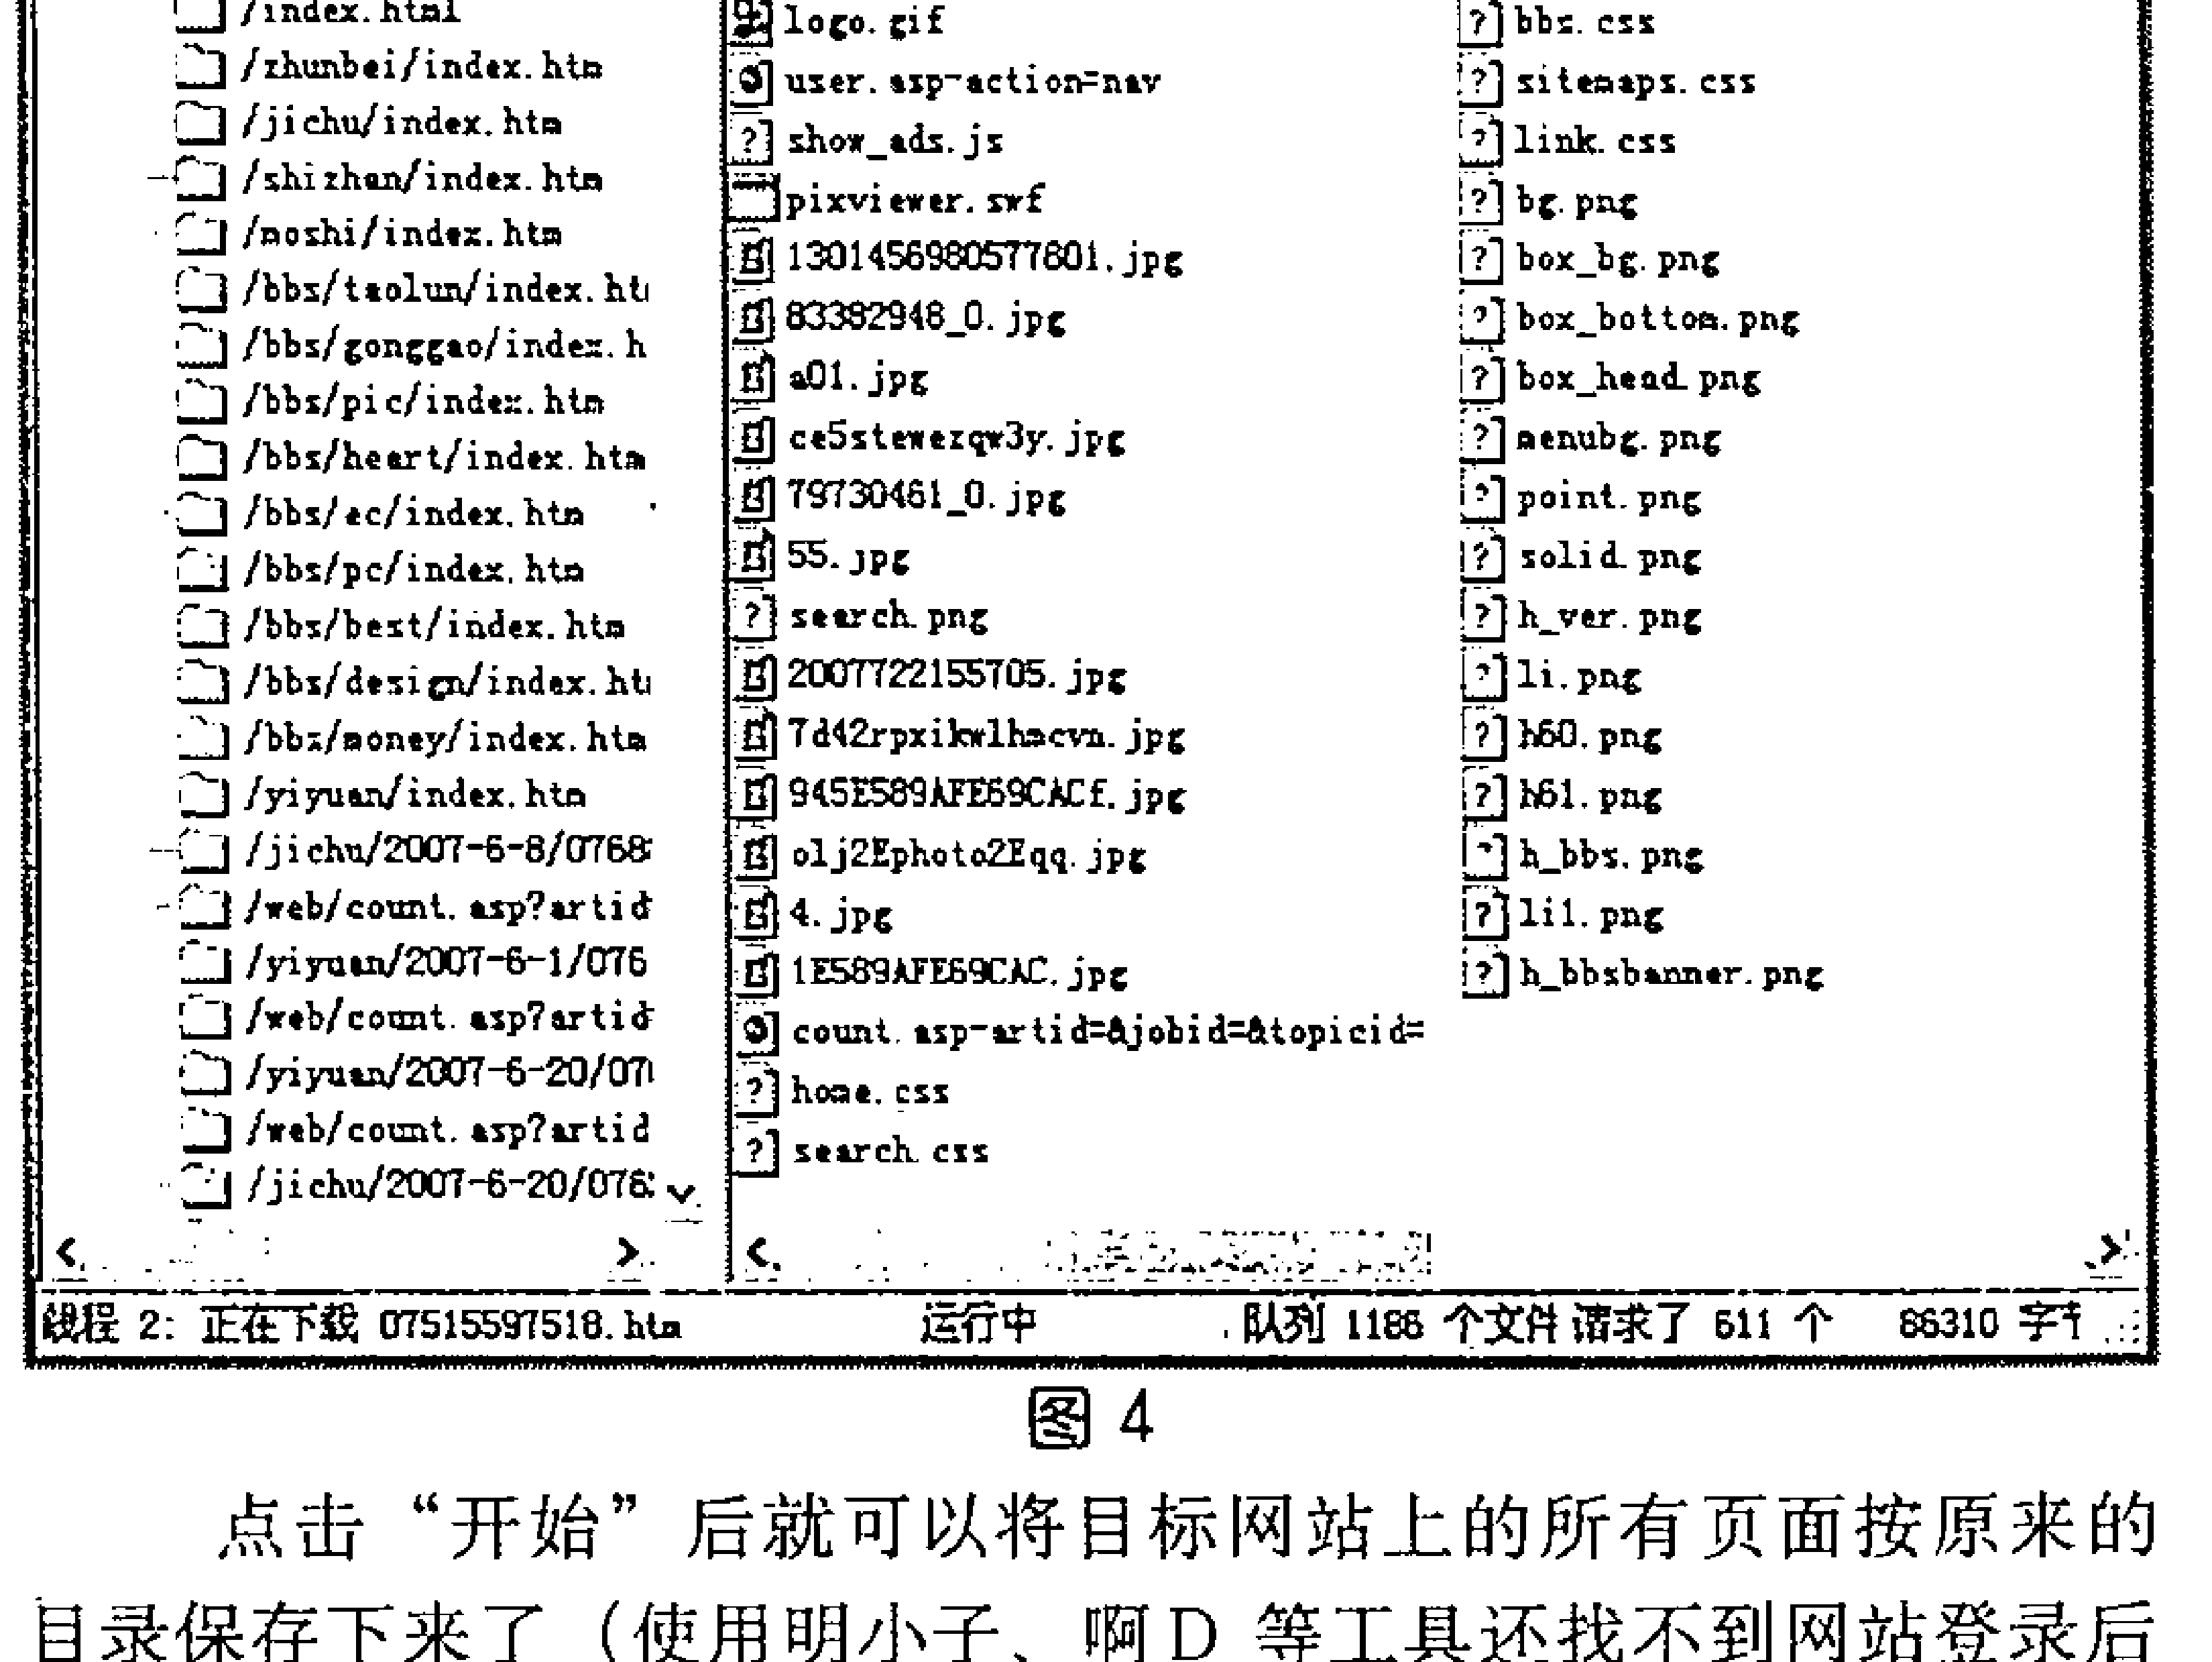 /index.html
/zhunbei/index.htm
/jichu/index.htm
/shizhan/index.htm
/moshi/index.htm
/bbs/taolun/index.ht
/bbs/gonggao/index.h
/bbs/pic/index.htm
/bbs/heart/index.htm
/bbs/ec/index.htm
/bbs/pc/index.htm
/bbs/best/index.htm
/bbs/design/index.ht
/bbs/money/index.htm
/yiyuan/index.htm
/jichu/2007-6-8/0768
/web/count.asp?artid
/yiyuan/2007-6-1/076
/web/count.asp?artid
/yiyuan/2007-6-20/07
/web/count.asp?artid
/jichu/2007-6-20/076
logo.gif
user.asp-action=nav
show_ads.js
pixviewer.swf
1301456980577801.jpg
83382948_0.jpg
a01.jpg
ce5stewezqw3y.jpg
79730461_0.jpg
55.jpg
search.png
2007722155705.jpg
7d42rpxikwlhmcvn.jpg
945E589AFE69CACf.jpg
olj2Ephoto2Eqq.jpg
4.jpg
1E589AFE69CAC.jpg
count.asp-artid=&jobid=&topicid=
home.css
search.css
bbs.css
sitemaps.css
link.css
bg.png
box_bg.png
box_bottom.png
box_head.png
menubg.png
point.png
solid.png
h_ver.png
li.png
h60.png
h61.png
h_bbs.png
li1.png
h_bbsbanner.png
线程 2: 正在下载 07515597518.htm 运行中 队列 1186 个文件 请求了 611 个 86310 字节
图 4
点击“开始”后就可以将目标网站上的所有页面按原来的
目录保存下来了（使用明小子、啊D 等工具还找不到网站登录后